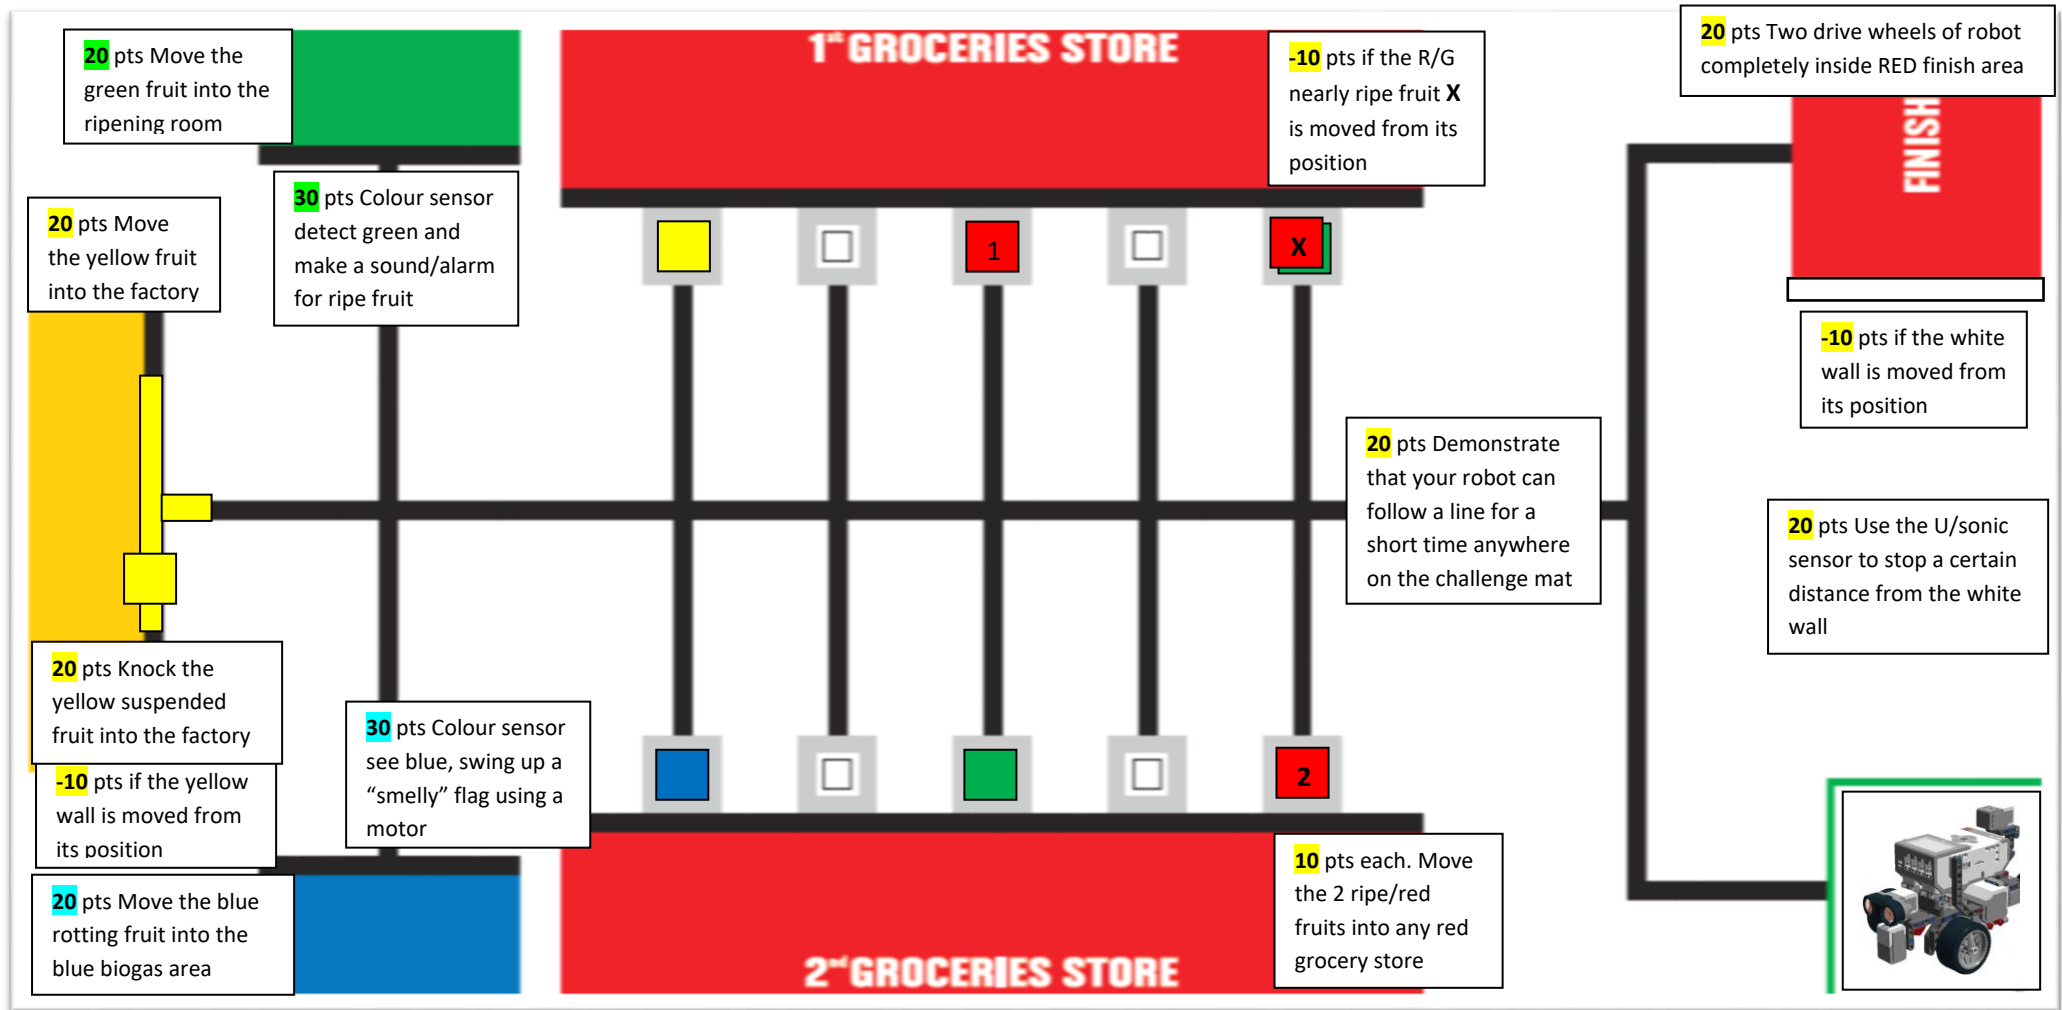 20 pts Move the
green fruit into the
ripening room
1st GROCERIES STORE
-10 pts if the R/G
nearly ripe fruit X
is moved from its
position
20 pts Two drive wheels of robot
completely inside RED finish area
FINISH
20 pts Move
the yellow fruit
into the factory
30 pts Colour sensor
detect green and
make a sound/alarm
for ripe fruit
1
X
-10 pts if the white
wall is moved from
its position
20 pts Demonstrate
that your robot can
follow a line for a
short time anywhere
on the challenge mat
20 pts Use the U/sonic
sensor to stop a certain
distance from the white
wall
20 pts Knock the
yellow suspended
fruit into the factory
-10 pts if the yellow
wall is moved from
its position
30 pts Colour sensor
see blue, swing up a
“smelly” flag using a
motor
2
20 pts Move the blue
rotting fruit into the
blue biogas area
2nd GROCERIES STORE
10 pts each. Move
the 2 ripe/red
fruits into any red
grocery store